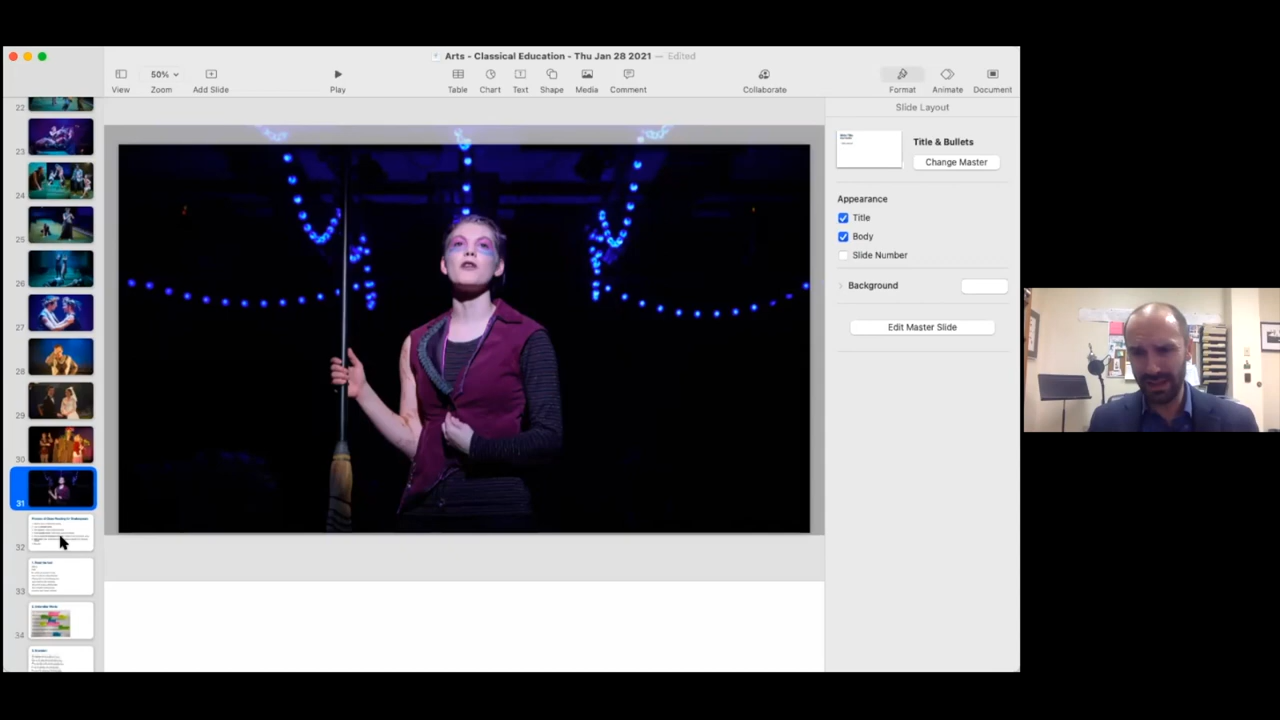 Arts - Classical Education - Thu Jan 28 2021 — Edited
50%
View
Zoom
Add Slide
Play
Table
Chart
Text
Shape
Media
Comment
Collaborate
Format
Animate
Document
Slide Layout
Title & Bullets
Change Master
Appearance
Title
Body
Slide Number
Background
Edit Master Slide
22
23
24
25
26
27
28
29
30
31
32
33
34